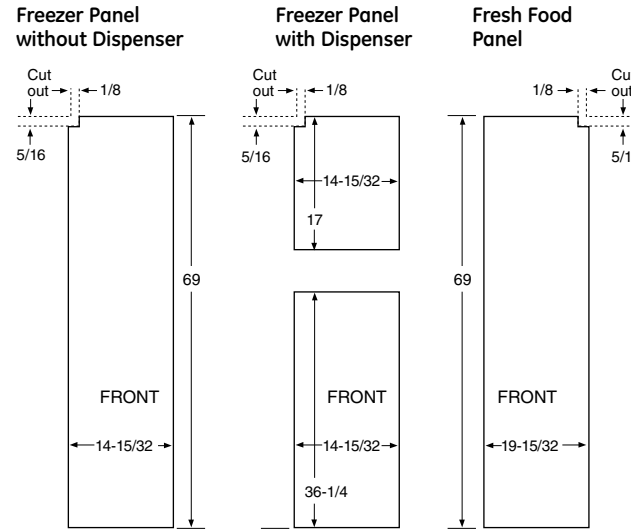 Freezer Panel
without Dispenser
Cut
out
1/8
5/16
69
FRONT
14-15/32
Freezer Panel
with Dispenser
Cut
out
1/8
5/16
14-15/32
17
FRONT
14-15/32
36-1/4
Fresh Food
Panel
1/8
69
FRONT
19-15/32